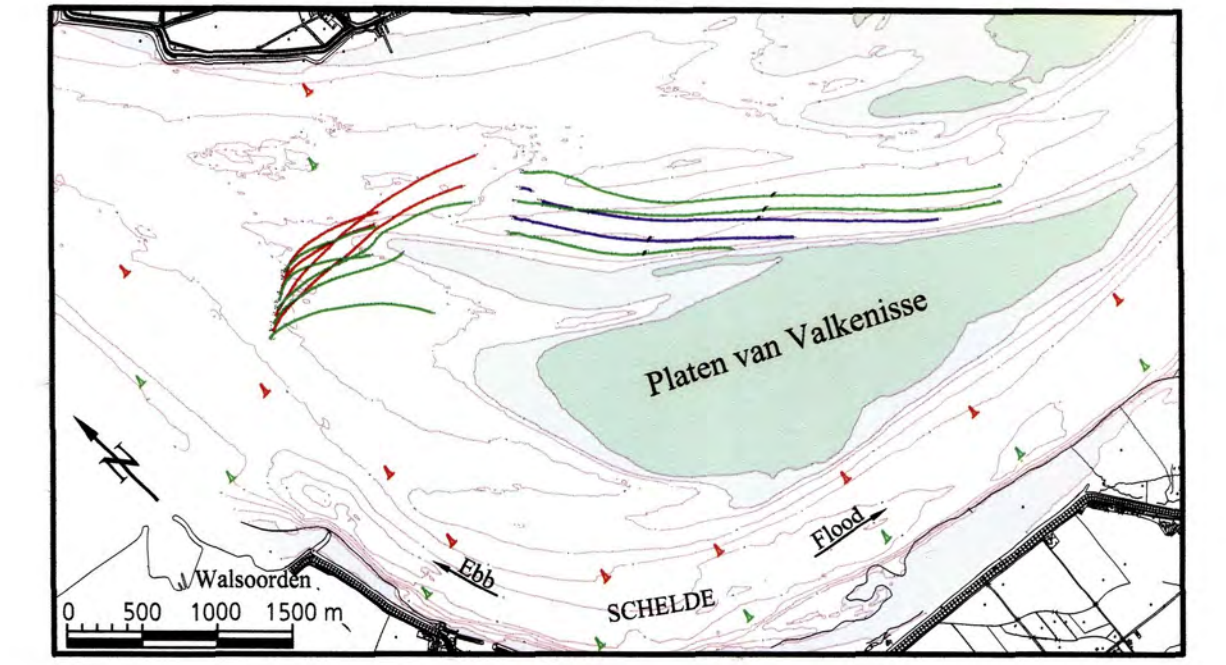 Platen van Valkenisse
N
Flood
Ebb
Walsoorden
SCHELDE
0 500 1000 1500 m